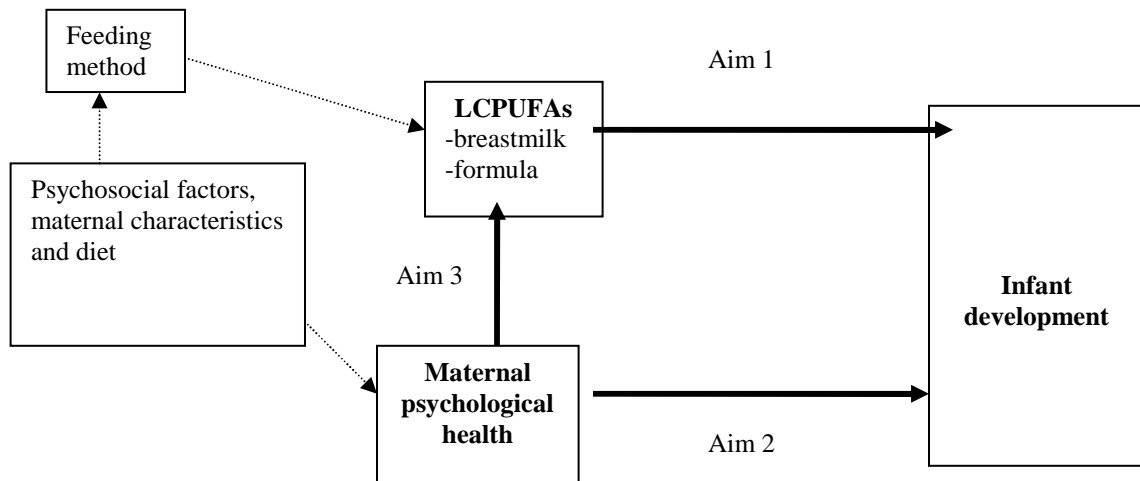 Feeding
method
Aim 1
LCPUFAs
-breastmilk
-formula
Psychosocial factors,
maternal characteristics
and diet
Aim 3
Infant
development
Maternal
psychological
health
Aim 2